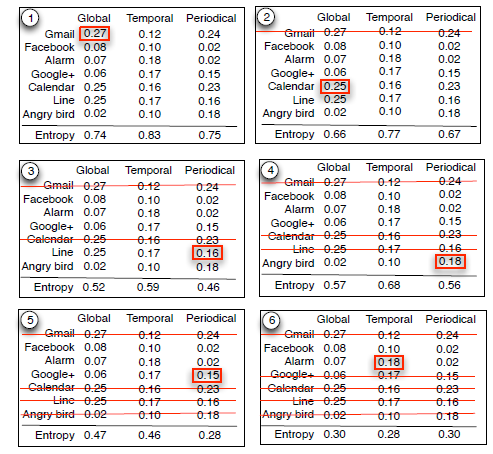 1
Global Temporal Periodical
Gmail 0.27 0.12 0.24
Facebook 0.08 0.10 0.02
Alarm 0.07 0.18 0.02
Google+ 0.06 0.17 0.15
Calendar 0.25 0.16 0.23
Line 0.25 0.17 0.16
Angry bird 0.02 0.10 0.18
Entropy 0.74 0.83 0.75
2
Global Temporal Periodical
Gmail 0.27 0.12 0.24
Facebook 0.08 0.10 0.02
Alarm 0.07 0.18 0.02
Google+ 0.06 0.17 0.15
Calendar 0.25 0.16 0.23
Line 0.25 0.17 0.16
Angry bird 0.02 0.10 0.18
Entropy 0.66 0.77 0.67
3
Global Temporal Periodical
Gmail 0.27 0.12 0.24
Facebook 0.08 0.10 0.02
Alarm 0.07 0.18 0.02
Google+ 0.06 0.17 0.15
Calendar 0.25 0.16 0.23
Line 0.25 0.17 0.16
Angry bird 0.02 0.10 0.18
Entropy 0.52 0.59 0.46
4
Global Temporal Periodical
Gmail 0.27 0.12 0.24
Facebook 0.08 0.10 0.02
Alarm 0.07 0.18 0.02
Google+ 0.06 0.17 0.15
Calendar 0.25 0.16 0.23
Line 0.25 0.17 0.16
Angry bird 0.02 0.10 0.18
Entropy 0.57 0.68 0.56
5
Global Temporal Periodical
Gmail 0.27 0.12 0.24
Facebook 0.08 0.10 0.02
Alarm 0.07 0.18 0.02
Google+ 0.06 0.17 0.15
Calendar 0.25 0.16 0.23
Line 0.25 0.17 0.16
Angry bird 0.02 0.10 0.18
Entropy 0.47 0.46 0.28
6
Global Temporal Periodical
Gmail 0.27 0.12 0.24
Facebook 0.08 0.10 0.02
Alarm 0.07 0.18 0.02
Google+ 0.06 0.17 0.15
Calendar 0.25 0.16 0.23
Line 0.25 0.17 0.16
Angry bird 0.02 0.10 0.18
Entropy 0.30 0.28 0.30